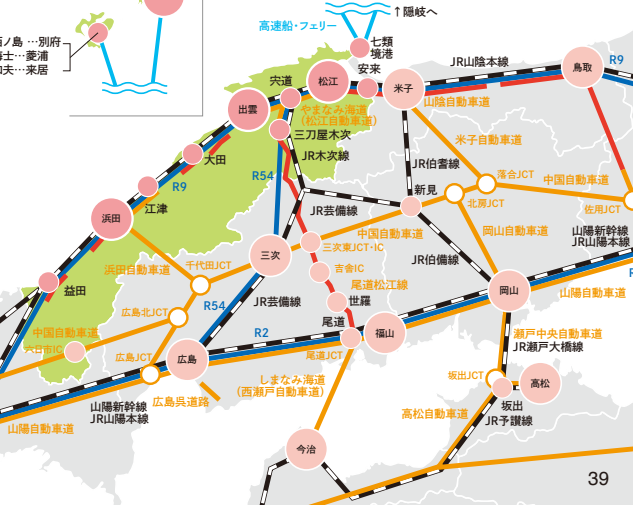 ↑隠岐へ
高速船・フェリー
…別府
…菱浦
…来居
七類
境港
安来
宍道
松江
米子
JR山陰本線
鳥取
R9
出雲
やまなみ海道
(松江自動車道)
山陰自動車道
三刀屋木次
米子自動車道
JR木次線
大田
R54
JR伯耆線
落合JCT
中国自動車道
R9
江津
新見
北房JCT
佐用JCT
浜田
JR芸備線
中国自動車道
岡山自動車道
山陽新幹線
JR山陽本線
三次
三次東JCT・IC
JR伯備線
浜田自動車道
千代田JCT
吉舎IC
尾道松江線
益田
岡山
山陽自動車道
R54
JR芸備線
世羅
広島北JCT
尾道
福山
中国自動車道
六日市IC
R2
瀬戸中央自動車道
JR瀬戸大橋線
広島JCT
広島
尾道JCT
坂出JCT
高松
しまなみ海道
(西瀬戸自動車道)
山陽新幹線
JR山陽本線
広島呉道路
坂出
JR予讃線
高松自動車道
山陽自動車道
今治
39